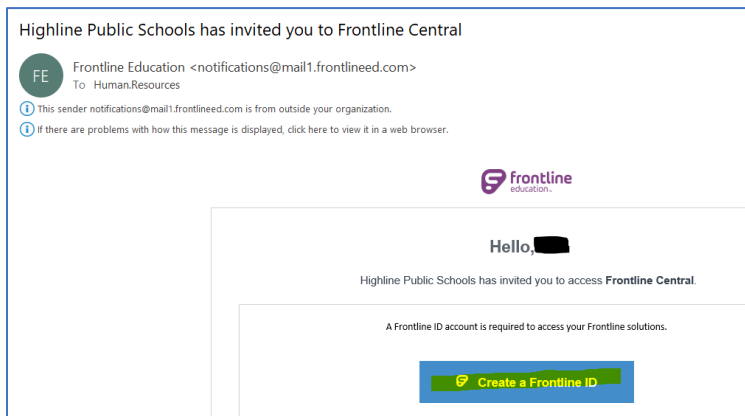 Highline Public Schools has invited you to Frontline Central
FE
Frontline Education <notifications@mail1.frontlineed.com>
To Human.Resources
This sender notifications@mail1.frontlineed.com is from outside your organization.
If there are problems with how this message is displayed, click here to view it in a web browser.
frontline
education™
Hello,
Highline Public Schools has invited you to access Frontline Central.
A Frontline ID account is required to access your Frontline solutions.
Create a Frontline ID